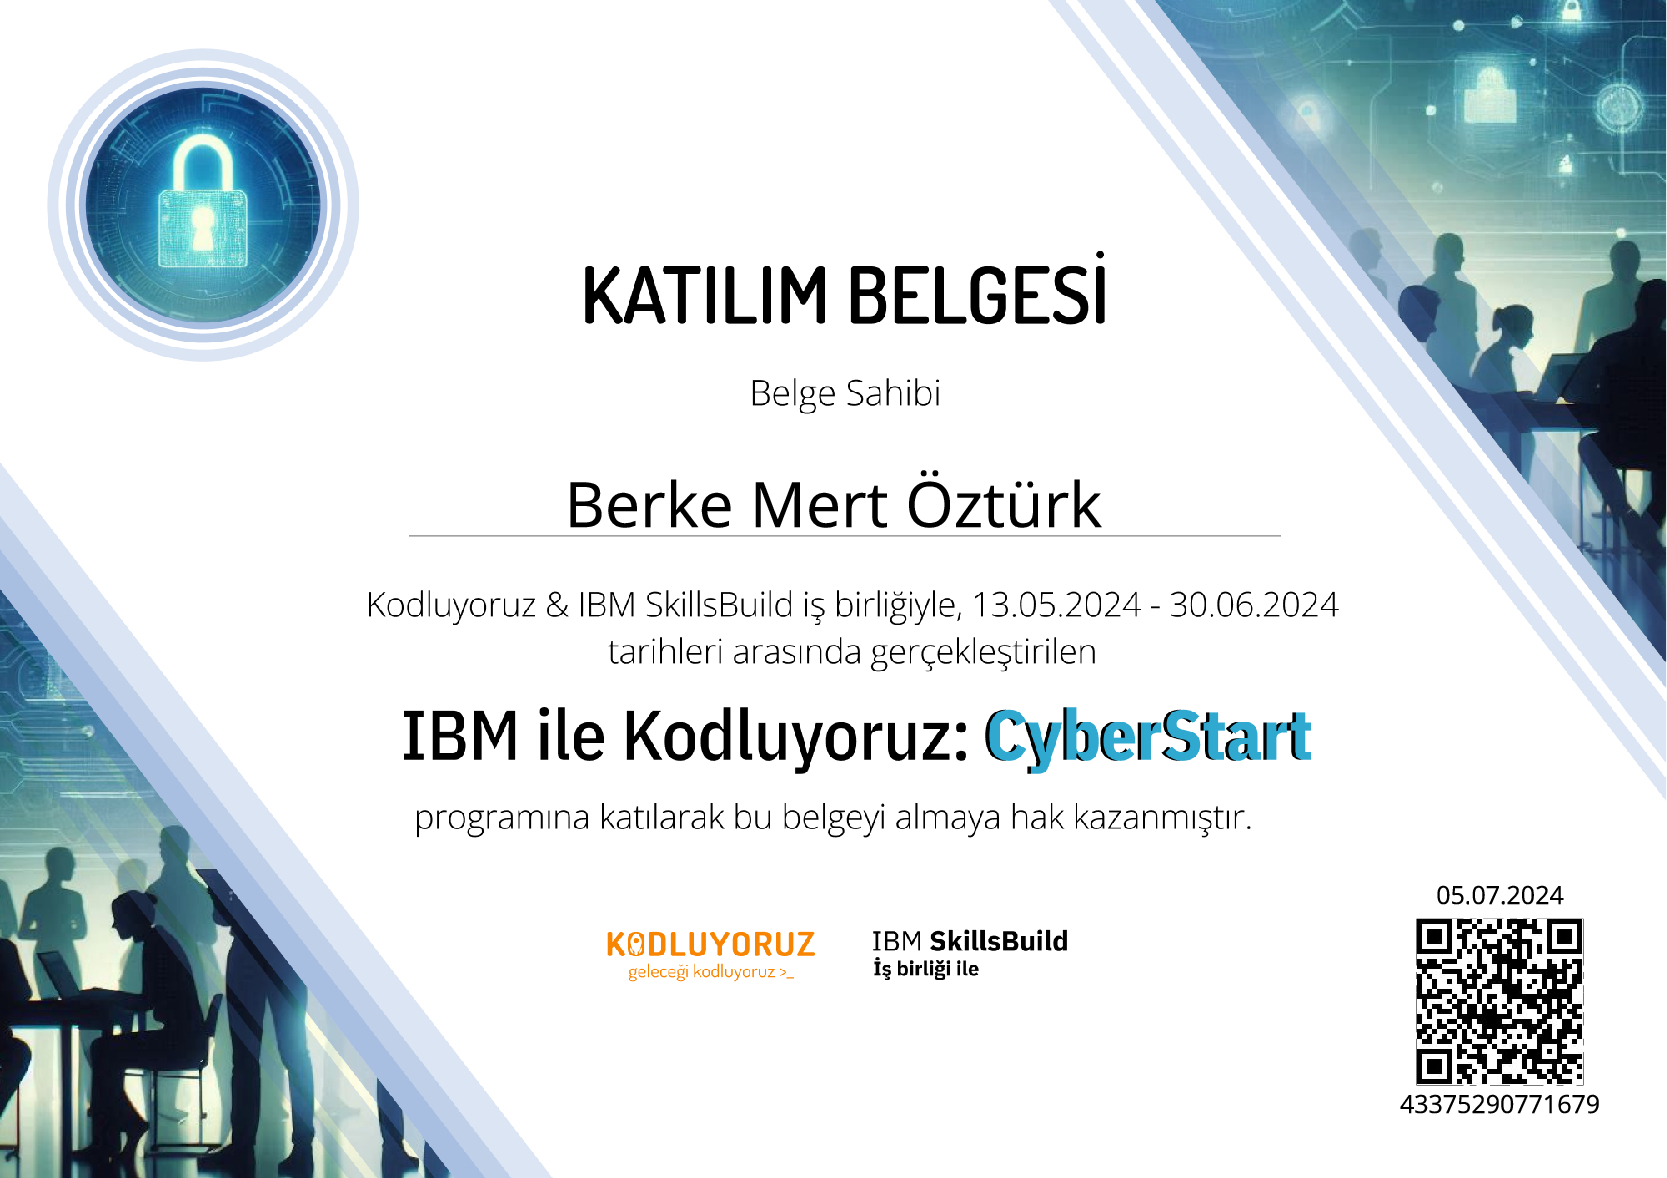 KATILIM BELGESİ
Belge Sahibi
Berke Mert Öztürk
Kodluyoruz & IBM SkillsBuild iş birliğiyle, 13.05.2024 - 30.06.2024
tarihleri arasında gerçekleştirilen
IBM ile Kodluyoruz: CyberStart
programına katılarak bu belgeyi almaya hak kazanmıştır.
KODLUYORUZ
geleceği kodluyoruz >_
IBM SkillsBuild
İş birliği ile
05.07.2024
43375290771679